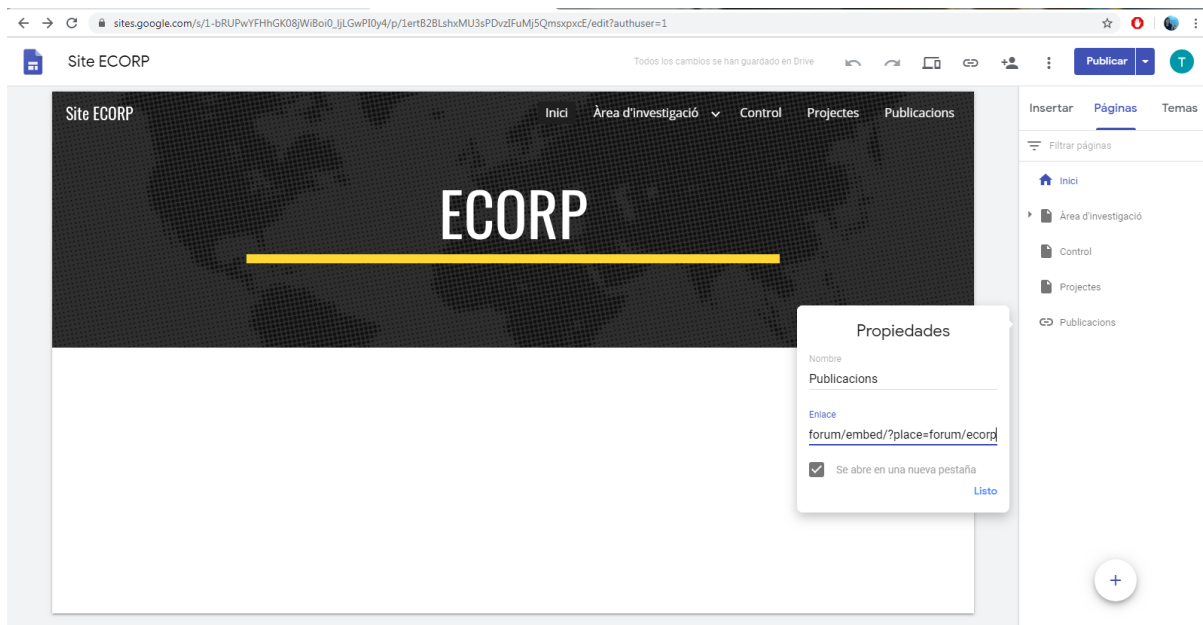 sites.google.com/s/1-bRUPwYFHhGK08jWiBoi0_IjLGwPI0y4/p/1ertB2BLshxMU3sPDvzIFuMj5QmsxpxcE/edit?authuser=1
Site ECORP
Todos los cambios se han guardado en Drive
Publicar
T
Site ECORP
Inici Àrea d'investigació Control Projectes Publicacions
ECORP
Insertar Páginas Temas
Filtrar páginas
Inici
Àrea d'investigació
Control
Projectes
Publicacions
Propiedades
Nombre
Publicacions
Enlace
forum/embed/?place=forum/ecorp
Se abre en una nueva pestaña
Listo